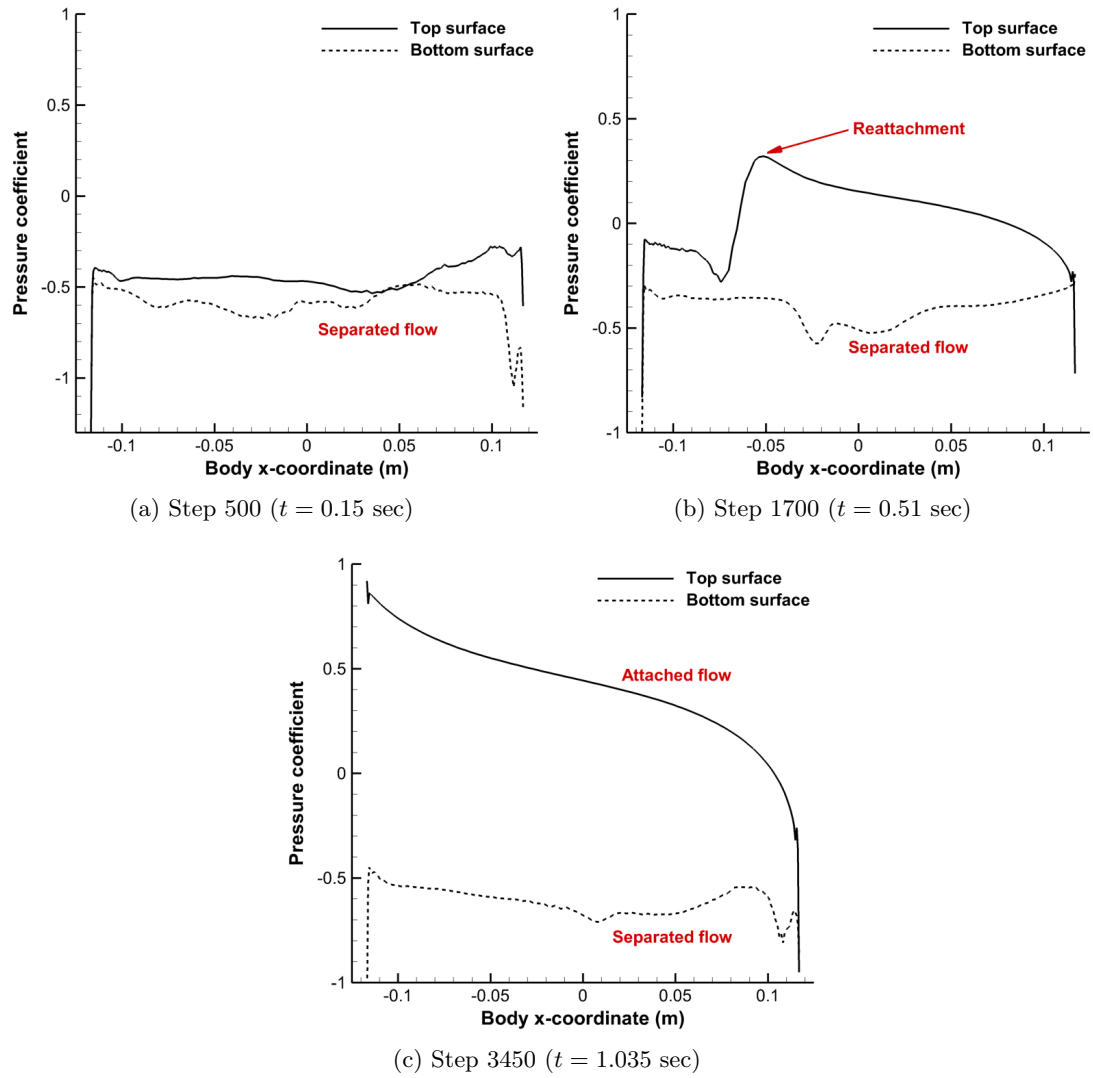 Top surface
Bottom surface
1
0.5
0
-0.5
-1
Pressure coefficient
Separated flow
-0.1 -0.05 0 0.05 0.1
Body x-coordinate (m)
(a) Step 500 (t = 0.15 sec)
Top surface
Bottom surface
1
0.5
0
-0.5
-1
Pressure coefficient
Reattachment
Separated flow
-0.1 -0.05 0 0.05 0.1
Body x-coordinate (m)
(b) Step 1700 (t = 0.51 sec)
Top surface
Bottom surface
1
0.5
0
-0.5
-1
Pressure coefficient
Attached flow
Separated flow
-0.1 -0.05 0 0.05 0.1
Body x-coordinate (m)
(c) Step 3450 (t = 1.035 sec)